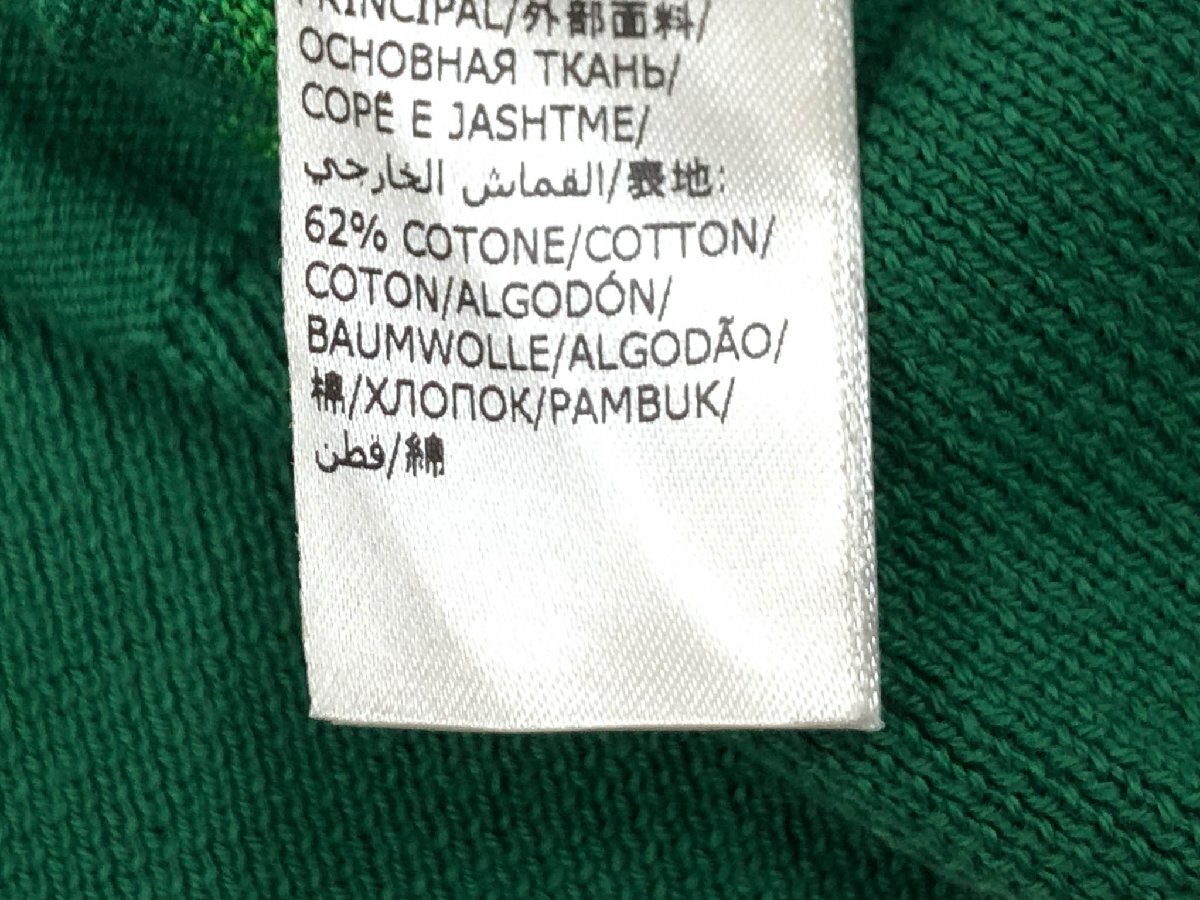 PRINCIPAL/外部面料/
ОСНОВНАЯ ТКАНЬ/
COPË E JASHTME/
القماش الخارجي/表地:
62% COTONE/COTTON/
COTON/ALGODÓN/
BAUMWOLLE/ALGODÃO/
棉/ХЛОПОК/PAMBUK/
قطن/綿